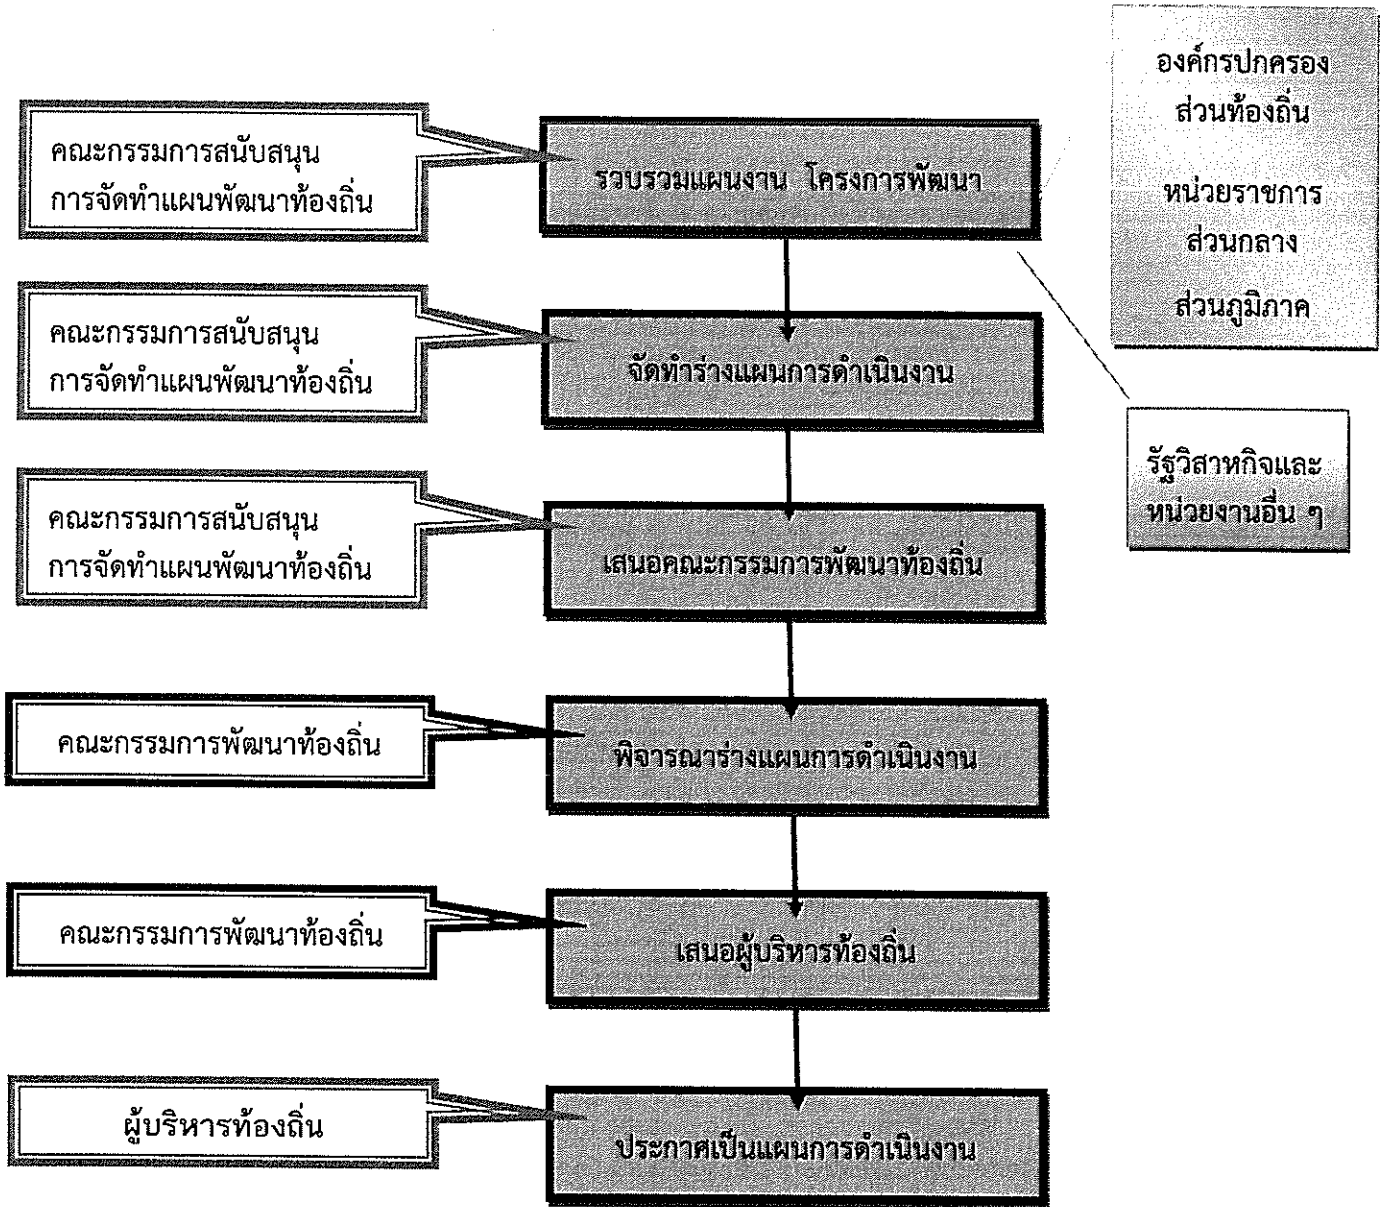 องค์กรปกครอง
ส่วนท้องถิ่น
หน่วยราชการ
ส่วนกลาง
ส่วนภูมิภาค
คณะกรรมการสนับสนุน
การจัดทำแผนพัฒนาท้องถิ่น
รวบรวมแผนงาน โครงการพัฒนา
คณะกรรมการสนับสนุน
การจัดทำแผนพัฒนาท้องถิ่น
จัดทำร่างแผนการดำเนินงาน
รัฐวิสาหกิจและ
หน่วยงานอื่น ๆ
คณะกรรมการสนับสนุน
การจัดทำแผนพัฒนาท้องถิ่น
เสนอคณะกรรมการพัฒนาท้องถิ่น
คณะกรรมการพัฒนาท้องถิ่น
พิจารณาร่างแผนการดำเนินงาน
คณะกรรมการพัฒนาท้องถิ่น
เสนอผู้บริหารท้องถิ่น
ผู้บริหารท้องถิ่น
ประกาศเป็นแผนการดำเนินงาน